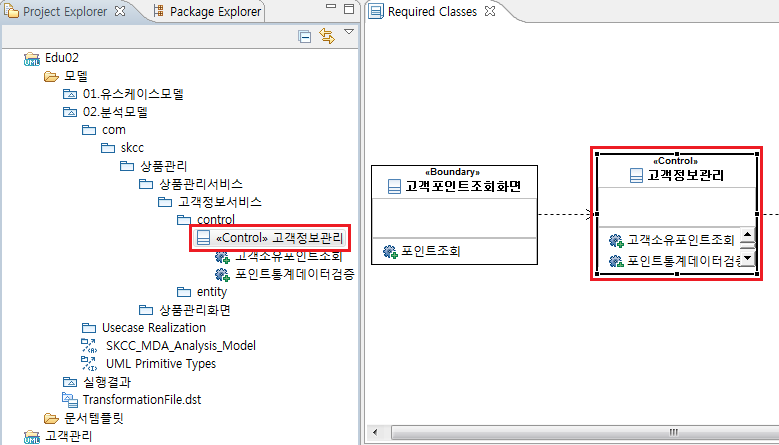 Project Explorer
Package Explorer
Edu02
모델
01.유스케이스모델
02.분석모델
com
skcc
상품관리
상품관리서비스
고객정보서비스
control
«Control» 고객정보관리
고객소유포인트조회
포인트통계데이터검증
entity
상품관리화면
Usecase Realization
SKCC_MDA_Analysis_Model
UML Primitive Types
실행결과
TransformationFile.dst
문서템플릿
고객관리
Required Classes
«Boundary»
고객포인트조회화면
포인트조회
«Control»
고객정보관리
고객소유포인트조회
포인트통계데이터검증